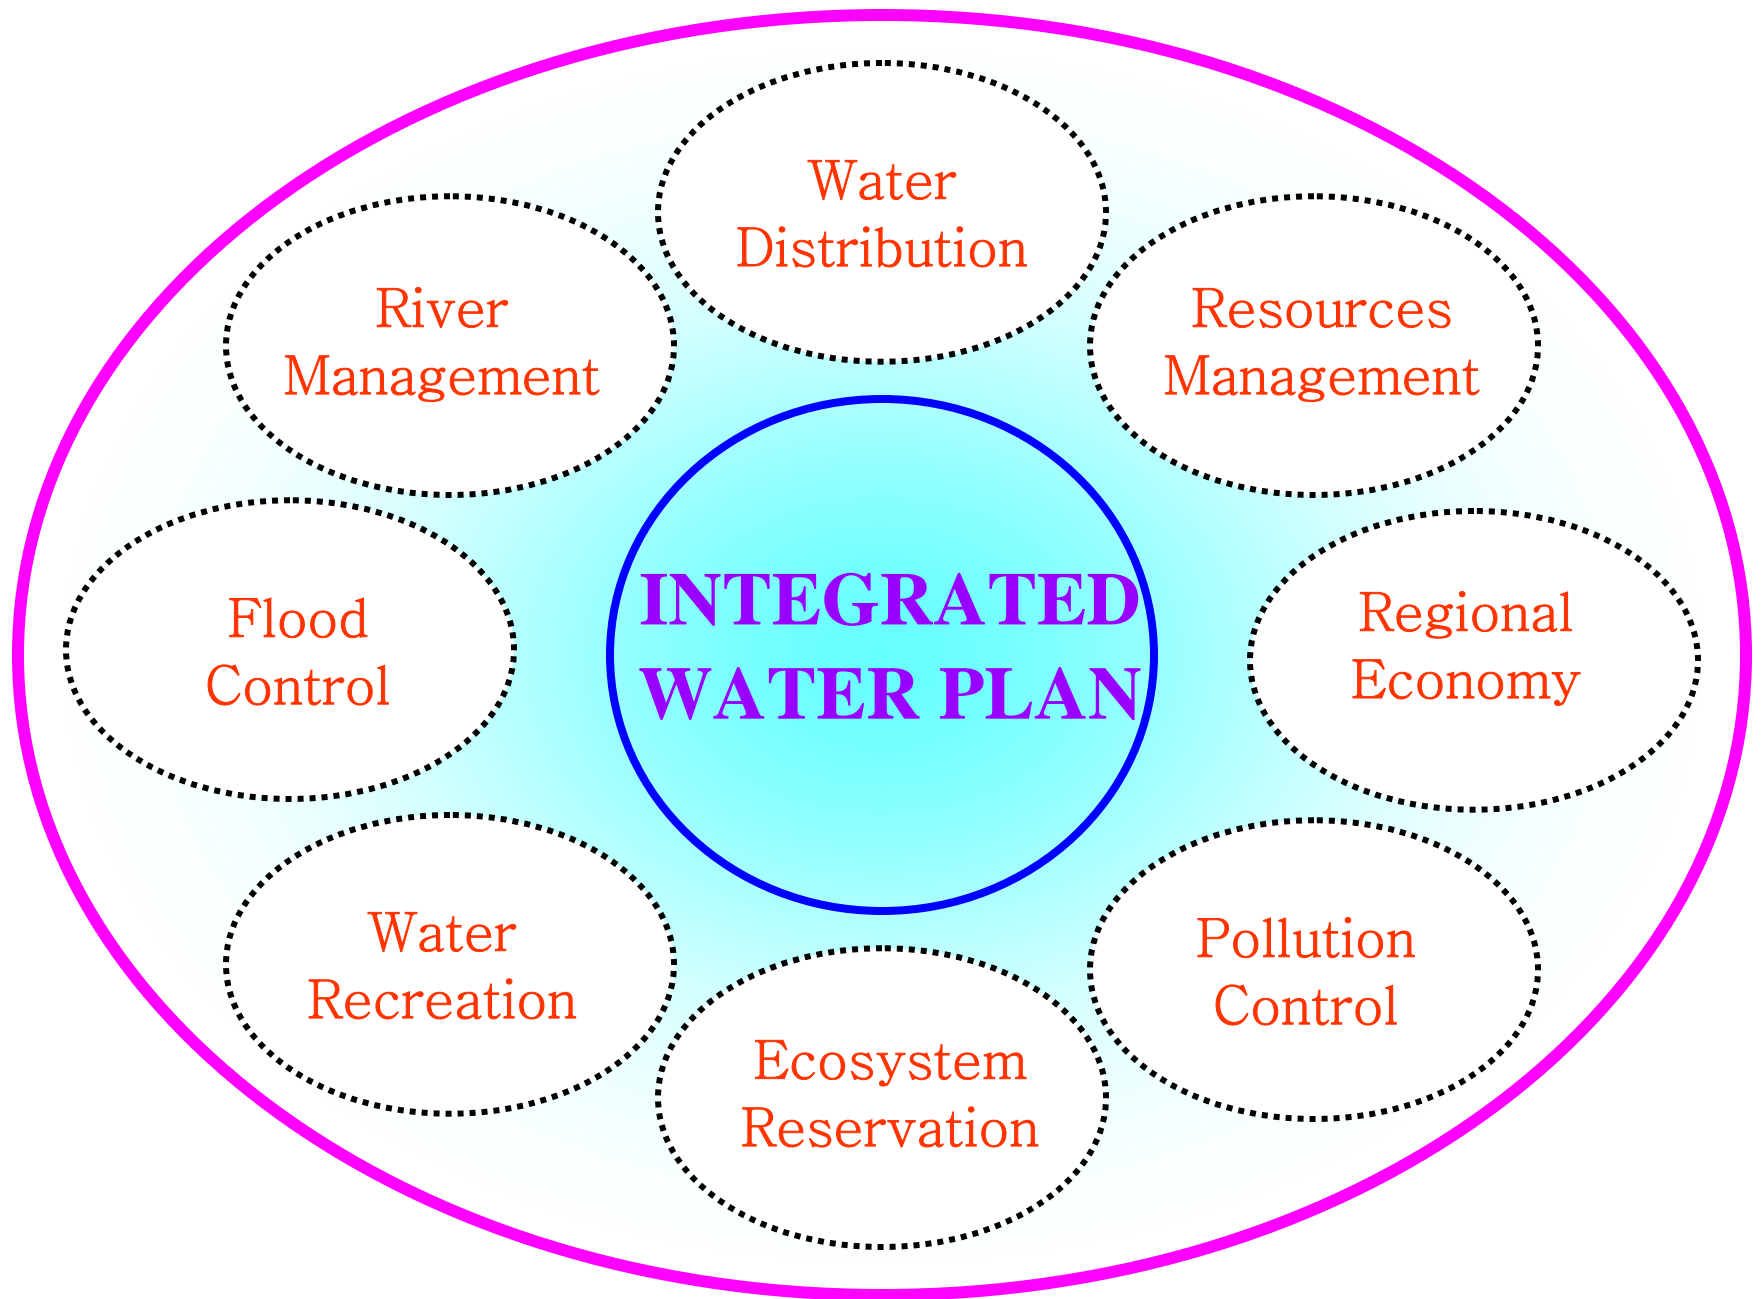 Water
Distribution
River
Management
Resources
Management
INTEGRATED
WATER PLAN
Flood
Control
Regional
Economy
Water
Recreation
Pollution
Control
Ecosystem
Reservation